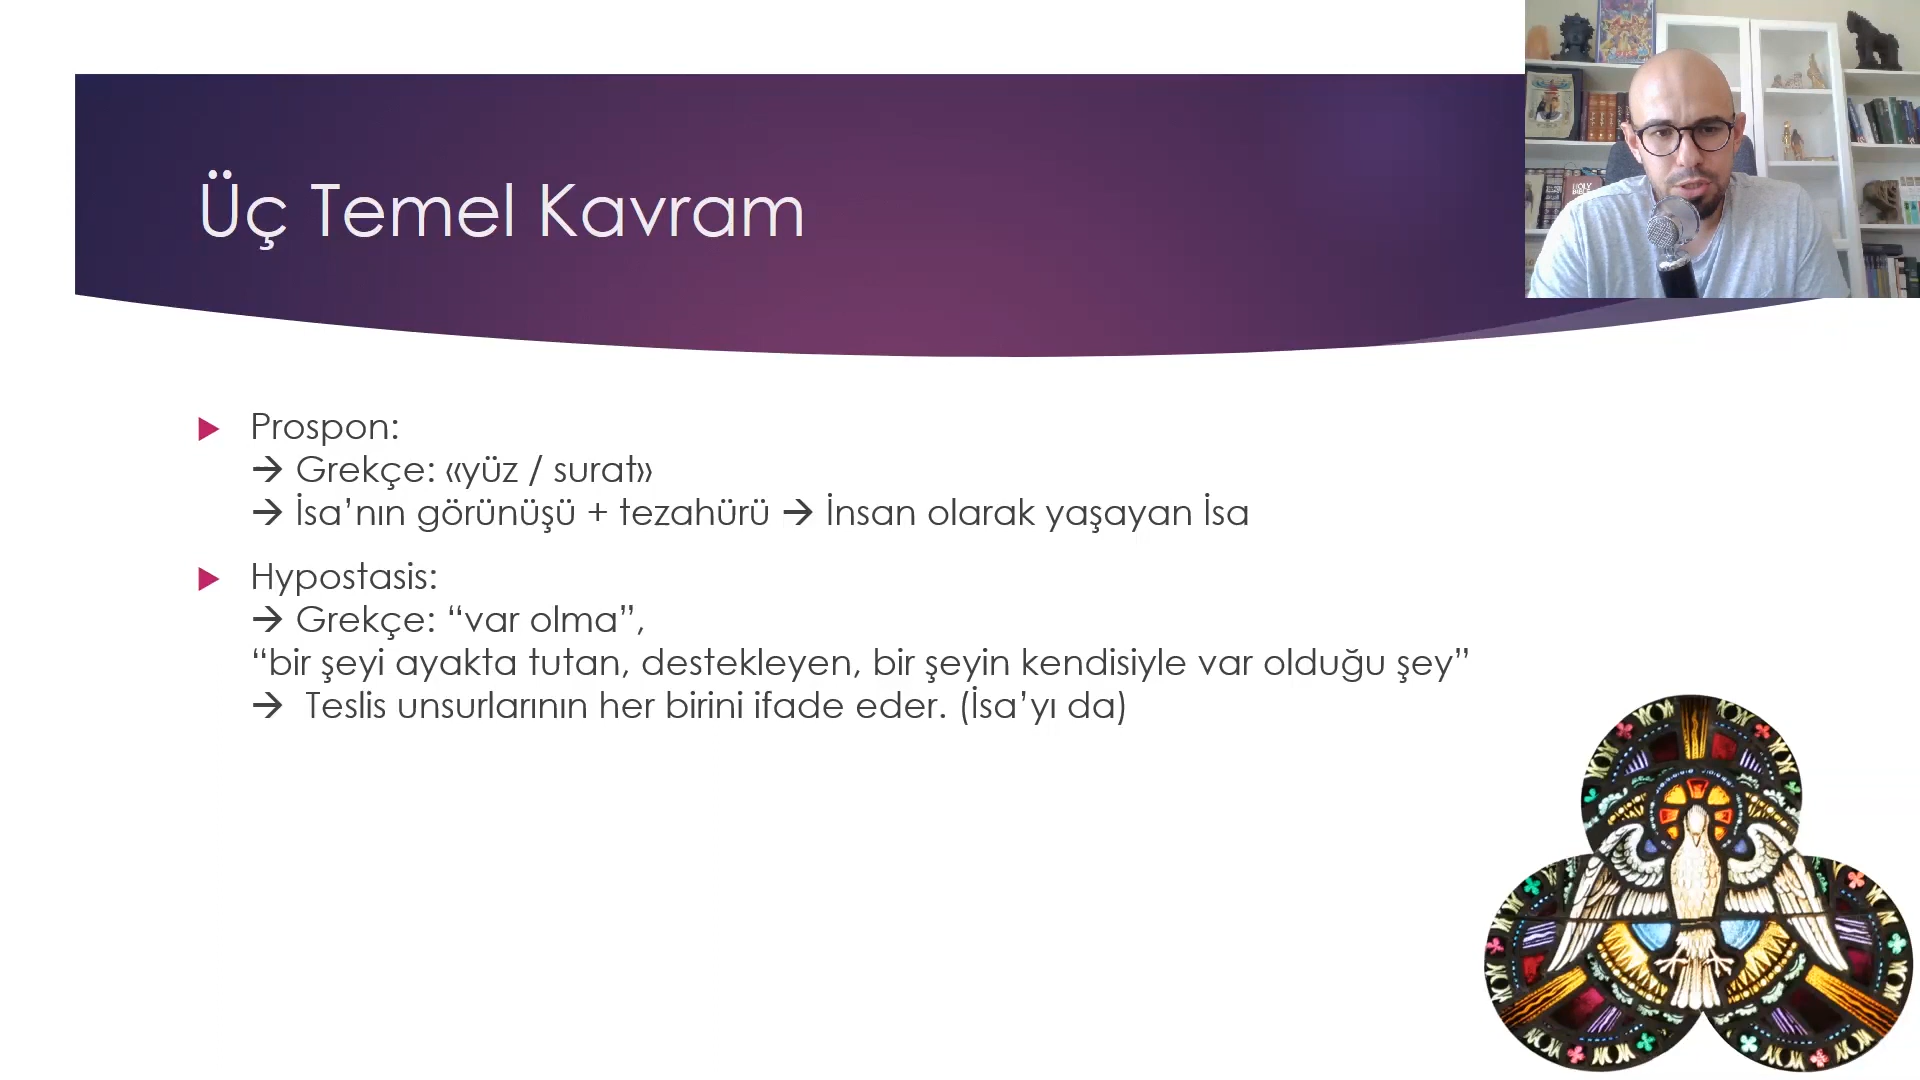 Üç Temel Kavram
Prospon:
→ Grekçe: «yüz / surat»
→ İsa’nın görünüşü + tezahürü → İnsan olarak yaşayan İsa
Hypostasis:
→ Grekçe: “var olma”,
“bir şeyi ayakta tutan, destekleyen, bir şeyin kendisiyle var olduğu şey”
→ Teslis unsurlarının her birini ifade eder. (İsa’yı da)
HOLY
BIBLE